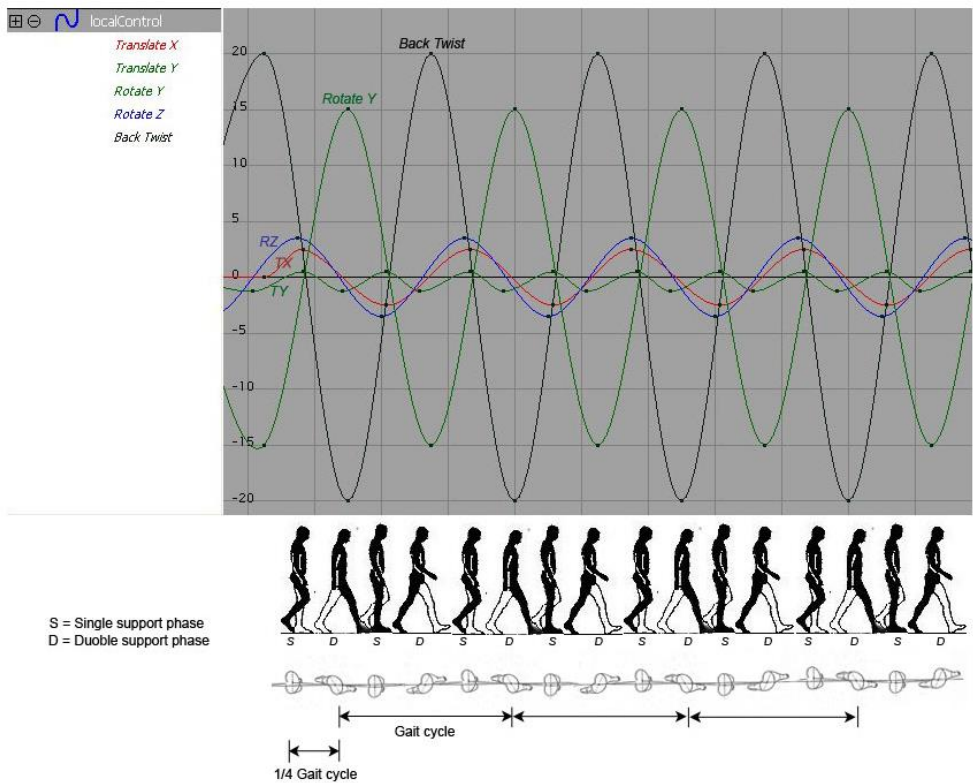 localControl
Translate X
Translate Y
Rotate Y
Rotate Z
Back Twist
20
15
10
5
0
-5
-10
-15
-20
Back Twist
Rotate Y
RZ
TX
TY
S = Single support phase
D = Duoble support phase
S D S D S D S D S D S D S D S D
Gait cycle
1/4 Gait cycle